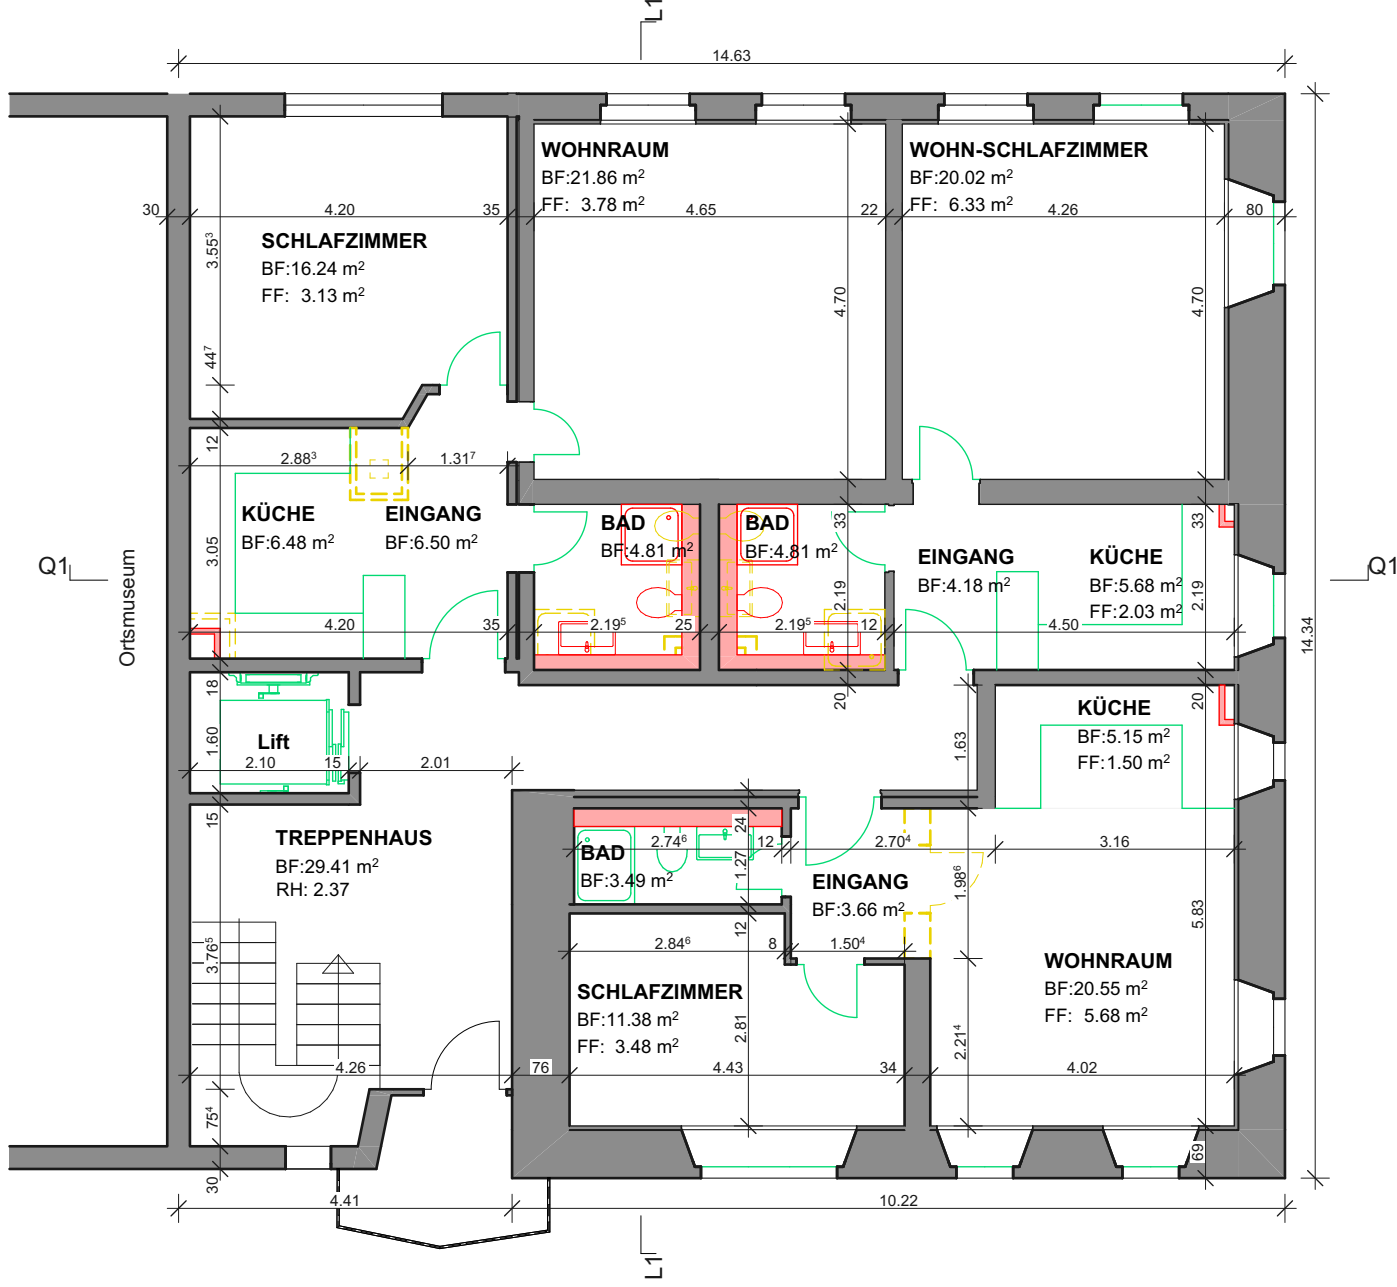 L1
14.63
WOHNRAUM
BF:21.86 m²
FF: 3.78 m²
WOHN-SCHLAFZIMMER
BF:20.02 m²
FF: 6.33 m²
30
4.20
35
4.65
22
4.26
80
SCHLAFZIMMER
BF:16.24 m²
FF: 3.13 m²
3.55³
44⁷
4.70
4.70
12
2.88³
1.31⁷
KÜCHE
BF:6.48 m²
EINGANG
BF:6.50 m²
BAD
BF:4.81 m²
BAD
BF:4.81 m²
33
33
EINGANG
BF:4.18 m²
KÜCHE
BF:5.68 m²
FF:2.03 m²
Q1
Ortsmuseum
3.05
2.19
2.19
Q1
14.34
4.20
35
2.19⁵
25
2.19⁵
12
4.50
18
1.60
Lift
2.10
15
2.01
20
1.63
20
KÜCHE
BF:5.15 m²
FF:1.50 m²
15
TREPPENHAUS
BF:29.41 m²
RH: 2.37
24
2.74⁶
12
2.70⁴
3.16
BAD
BF:3.49 m²
1.27
EINGANG
BF:3.66 m²
1.98⁶
5.83
12
3.76⁵
2.84⁶
8
1.50⁴
WOHNRAUM
BF:20.55 m²
FF: 5.68 m²
SCHLAFZIMMER
BF:11.38 m²
FF: 3.48 m²
2.81
2.21⁴
4.26
76
4.43
34
4.02
75⁴
69
30
4.41
10.22
L1